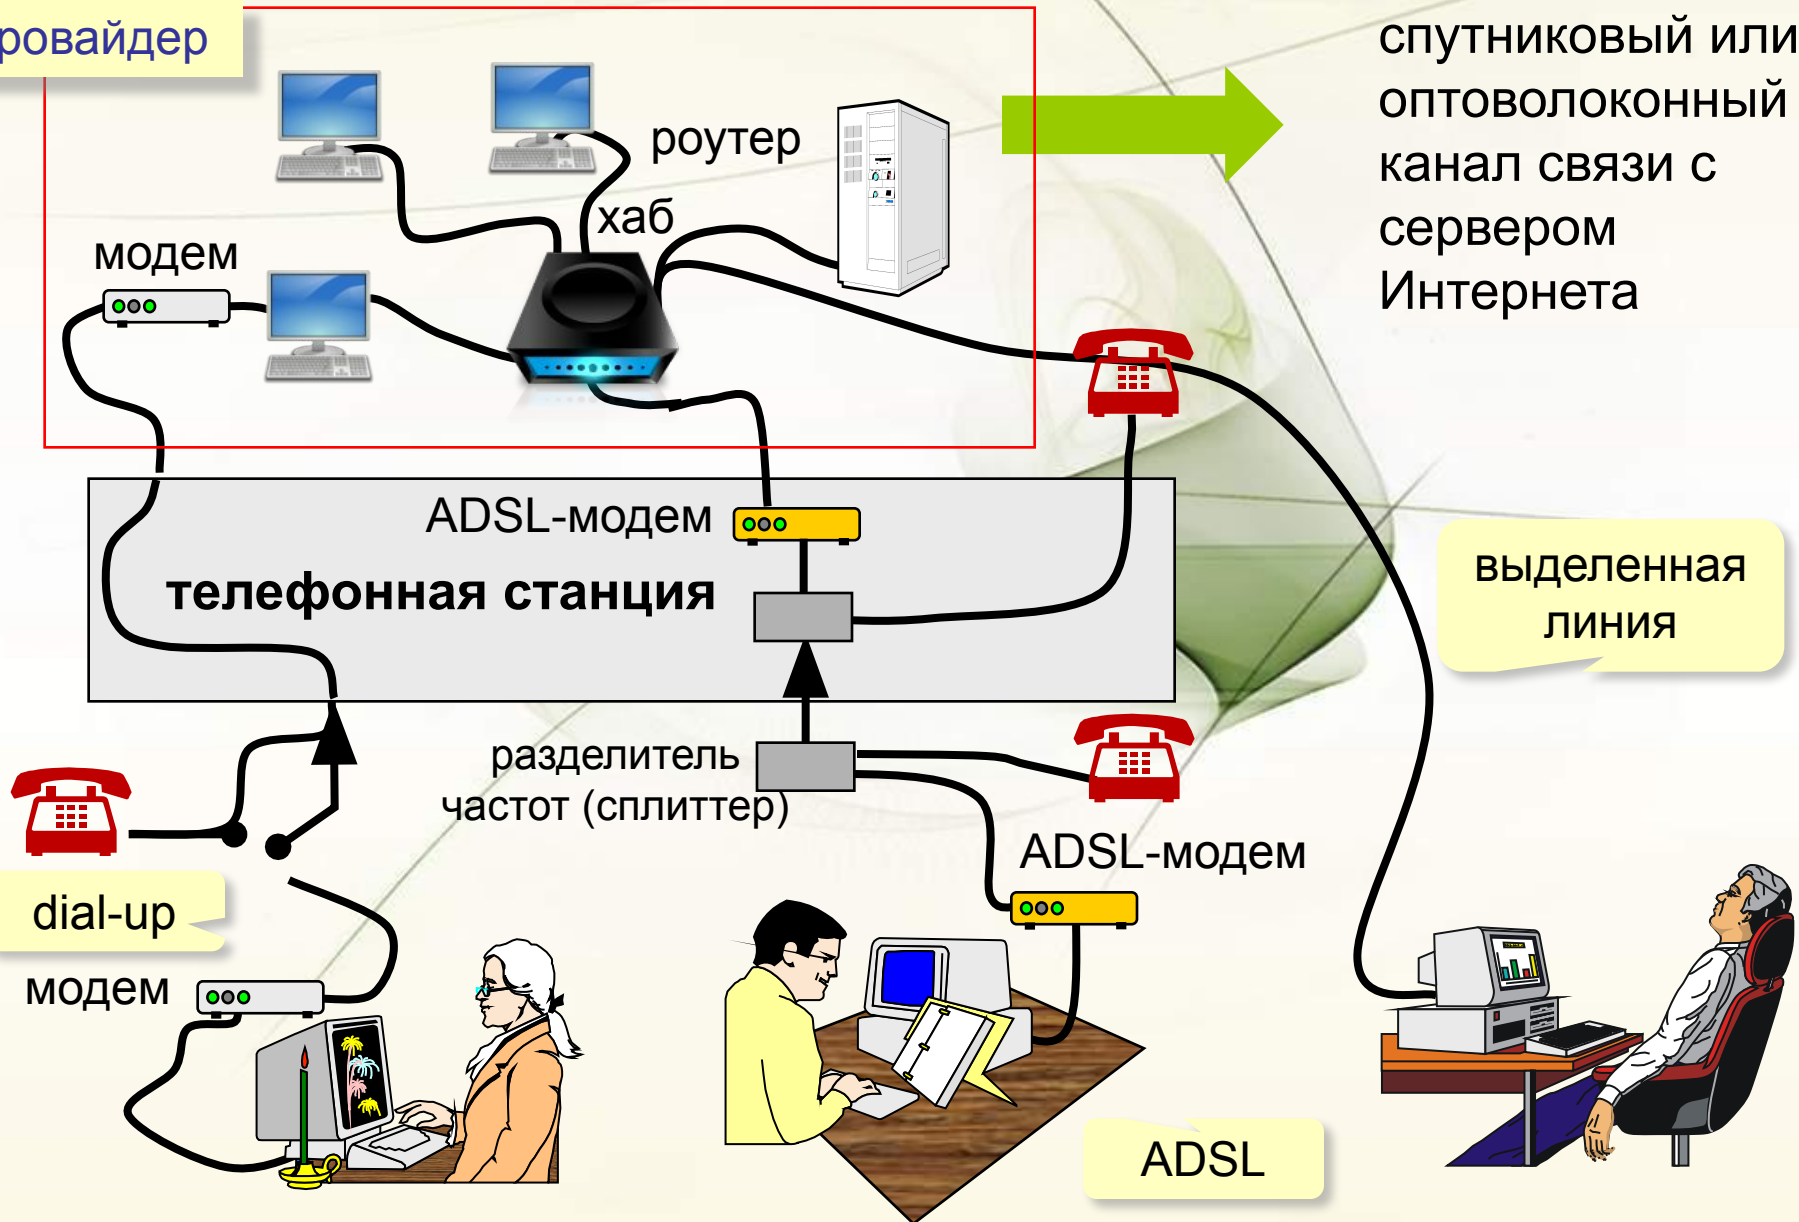 ровайдер
спутниковый или
оптоволоконный
канал связи с
сервером
Интернета
роутер
хаб
модем
ADSL-модем
телефонная станция
выделенная
линия
разделитель
частот (сплиттер)
ADSL-модем
dial-up
модем
ADSL